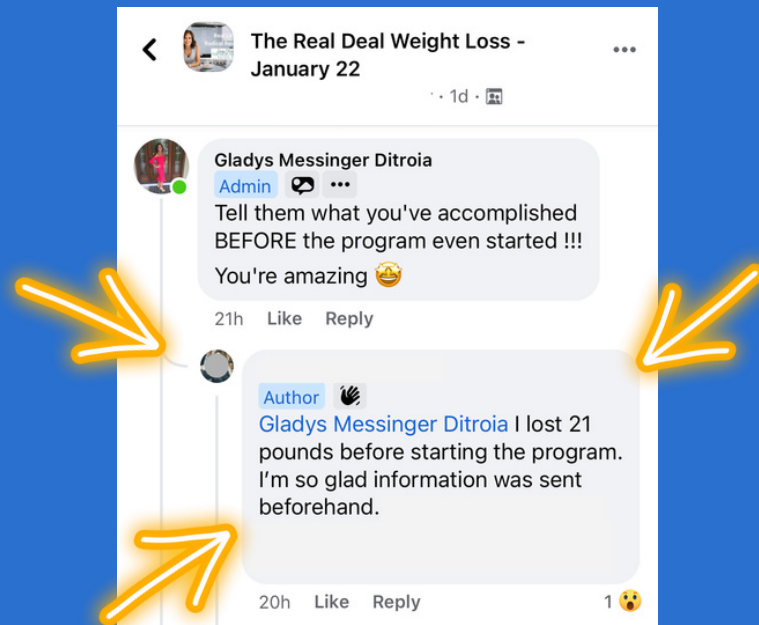 The Real Deal Weight Loss -
January 22
· 1d ·
Gladys Messinger Ditroia
Admin
Tell them what you've accomplished
BEFORE the program even started !!!
You're amazing 🤩
21h Like Reply
Author
Gladys Messinger Ditroia I lost 21
pounds before starting the program.
I'm so glad information was sent
beforehand.
20h Like Reply 1 😮